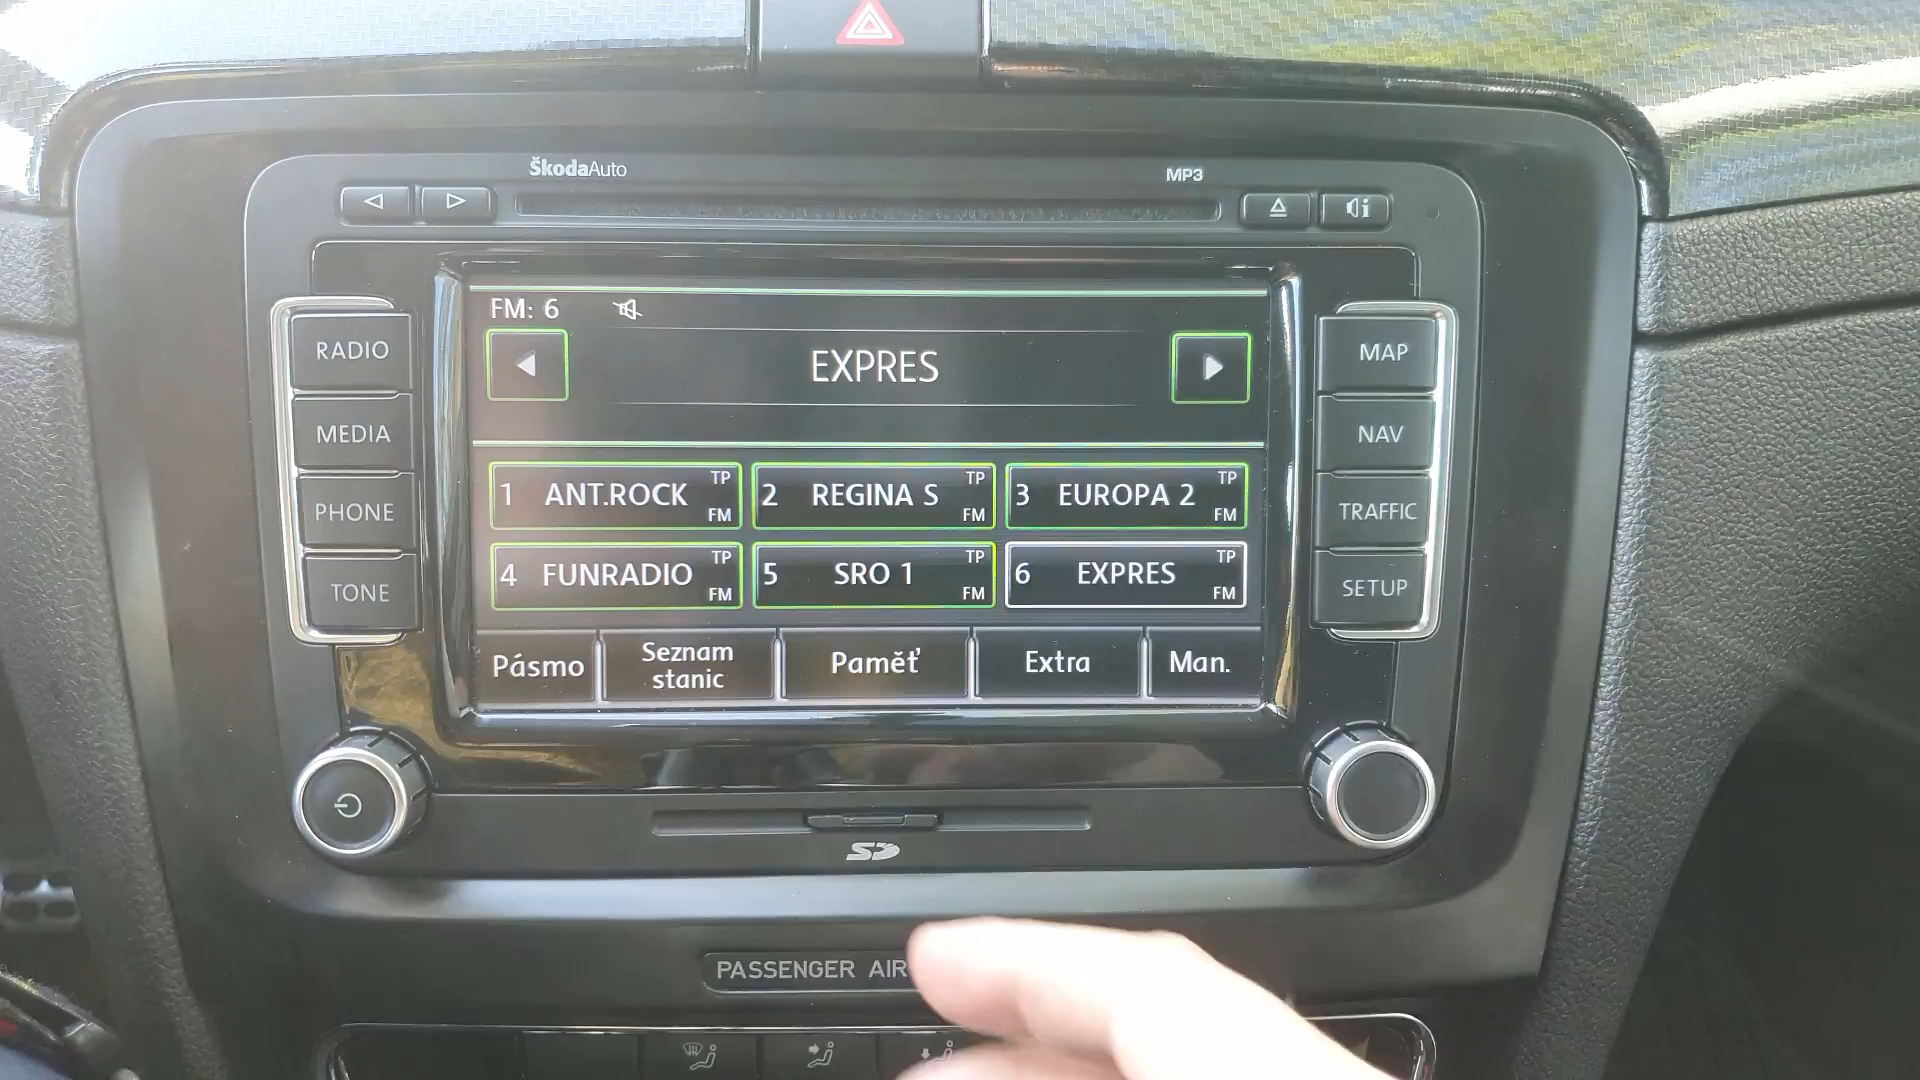 ŠkodaAuto
MP3
RADIO
MEDIA
PHONE
TONE
FM: 6
EXPRES
1 ANT.ROCK TP FM
2 REGINA S TP FM
3 EUROPA 2 TP FM
4 FUNRADIO TP FM
5 SRO 1 TP FM
6 EXPRES TP FM
Pásmo
Seznam
stanic
Paměť
Extra
Man.
MAP
NAV
TRAFFIC
SETUP
SD
PASSENGER AIR